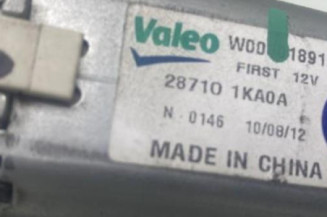 Valeo
FIRST 12V
28710 1KA0A
N. 0146 10/08/12
MADE IN CHINA